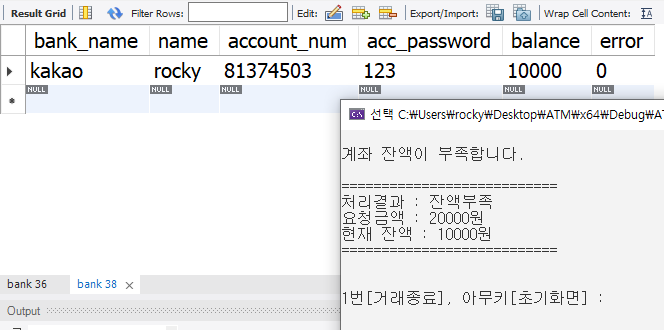 Result Grid Filter Rows: Edit: Export/Import: Wrap Cell Content:
bank_name name account_num acc_password balance error
kakao rocky 81374503 123 10000 0
NULL NULL NULL NULL NULL NULL
선택 C:\Users\rocky\Desktop\ATM\x64\Debug\AT
계좌 잔액이 부족합니다.
===========================
처리결과 : 잔액부족
요청금액 : 20000원
현재 잔액 : 10000원
===========================
1번[거래종료], 아무키[초기화면] :
bank 36 bank 38 ×
Output